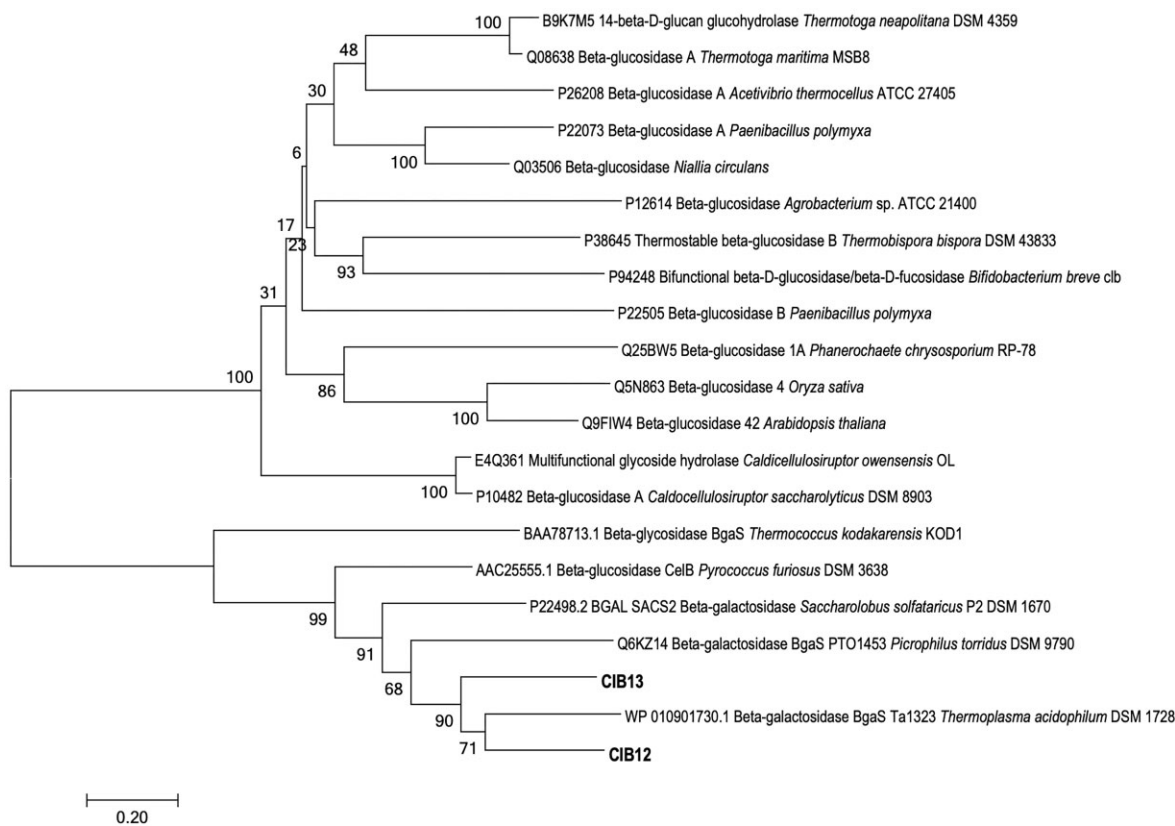 B9K7M5 14-beta-D-glucan glucohydrolase Thermotoga neapolitana DSM 4359
100
Q08638 Beta-glucosidase A Thermotoga maritima MSB8
48
P26208 Beta-glucosidase A Acetivibrio thermocellus ATCC 27405
30
P22073 Beta-glucosidase A Paenibacillus polymyxa
6
100
Q03506 Beta-glucosidase Niallia circulans
P12614 Beta-glucosidase Agrobacterium sp. ATCC 21400
17
23
P38645 Thermostable beta-glucosidase B Thermobispora bispora DSM 43833
93
P94248 Bifunctional beta-D-glucosidase/beta-D-fucosidase Bifidobacterium breve clb
31
P22505 Beta-glucosidase B Paenibacillus polymyxa
Q25BW5 Beta-glucosidase 1A Phanerochaete chrysosporium RP-78
100
86
Q5N863 Beta-glucosidase 4 Oryza sativa
100
Q9FIW4 Beta-glucosidase 42 Arabidopsis thaliana
E4Q361 Multifunctional glycoside hydrolase Caldicellulosiruptor owensensis OL
100
P10482 Beta-glucosidase A Caldocellulosiruptor saccharolyticus DSM 8903
BAA78713.1 Beta-glycosidase BgaS Thermococcus kodakarensis KOD1
AAC25555.1 Beta-glucosidase CelB Pyrococcus furiosus DSM 3638
99
P22498.2 BGAL SACS2 Beta-galactosidase Saccharolobus solfataricus P2 DSM 1670
91
Q6KZ14 Beta-galactosidase BgaS PTO1453 Picrophilus torridus DSM 9790
68
CIB13
90
WP 010901730.1 Beta-galactosidase BgaS Ta1323 Thermoplasma acidophilum DSM 1728
71
CIB12
0.20